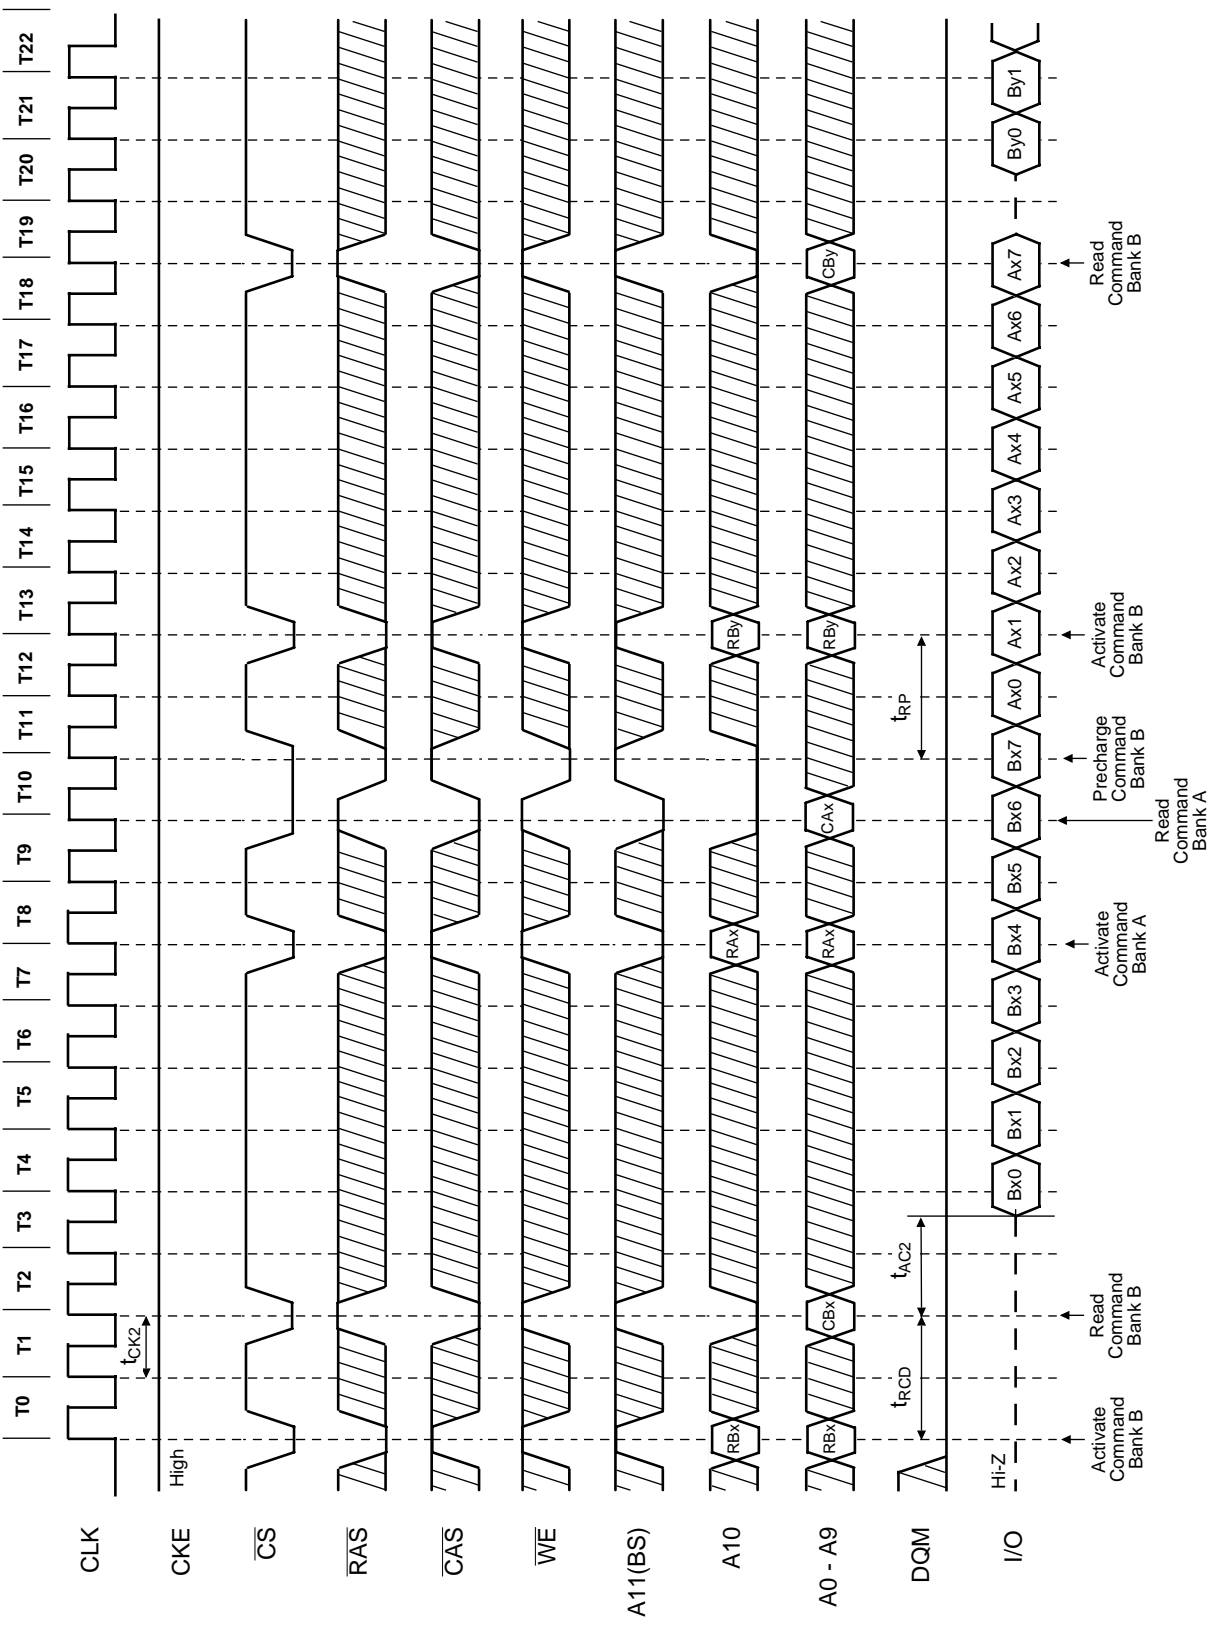 T0 T1 T2 T3 T4 T5 T6 T7 T8 T9 T10 T11 T12 T13 T14 T15 T16 T17 T18 T19 T20 T21 T22
CLK
tCK2
CKE
High
CS
RAS
CAS
WE
A11(BS)
A10
RBx RAx RBy
A0 - A9
RBx CBx RAx CAx RBy CBy
DQM
tRCD tAC2 tRP
I/O
Hi-Z
Bx0 Bx1 Bx2 Bx3 Bx4 Bx5 Bx6 Bx7 Ax0 Ax1 Ax2 Ax3 Ax4 Ax5 Ax6 Ax7 By0 By1
Activate
Command
Bank B
Read
Command
Bank B
Activate
Command
Bank A
Read
Command
Bank A
Precharge
Command
Bank B
Activate
Command
Bank B
Read
Command
Bank B